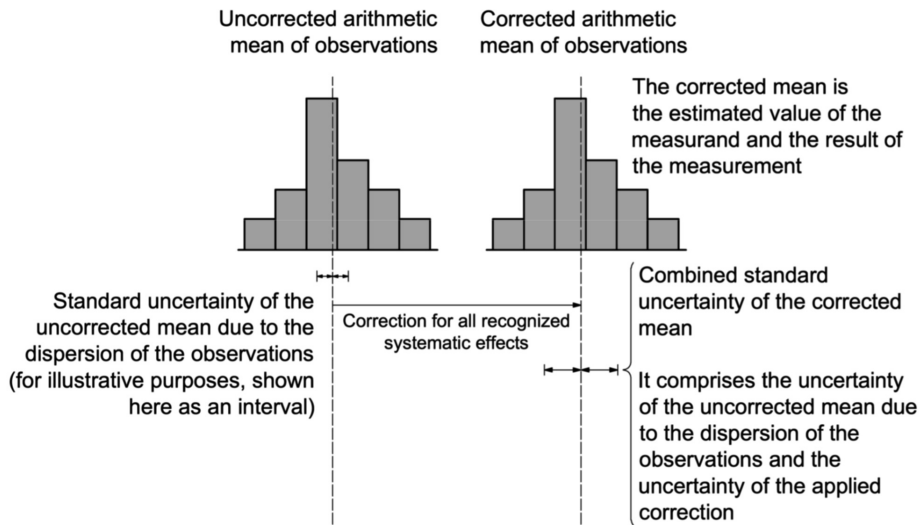 Uncorrected arithmetic
mean of observations
Corrected arithmetic
mean of observations
The corrected mean is
the estimated value of the
measurand and the result of
the measurement
Standard uncertainty of the
uncorrected mean due to the
dispersion of the observations
(for illustrative purposes, shown
here as an interval)
Correction for all recognized
systematic effects
Combined standard
uncertainty of the corrected
mean
It comprises the uncertainty
of the uncorrected mean due
to the dispersion of the
observations and the
uncertainty of the applied
correction